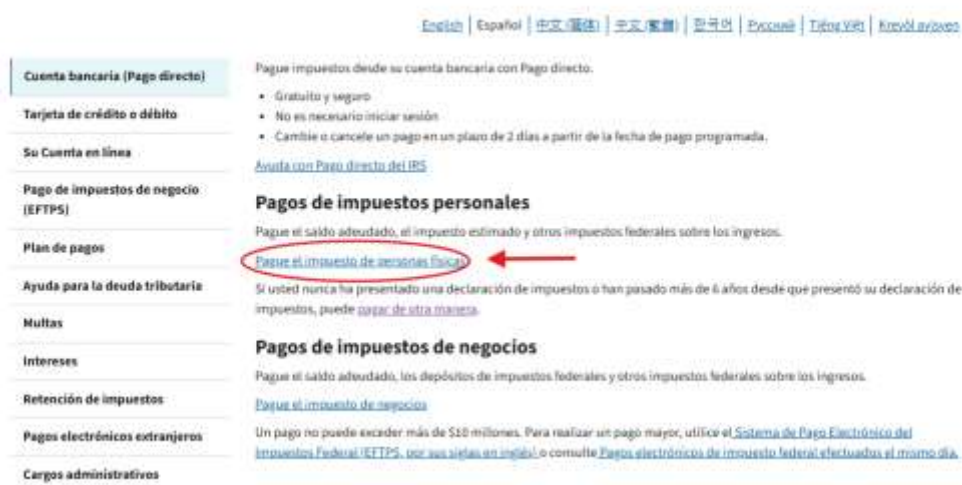 English | Español | 中文 (简体) | 中文 (繁體) | 한국어 | Русский | Tiếng Việt | Kreyòl ayisyen
Cuenta bancaria (Pago directo)
Tarjeta de crédito o débito
Su Cuenta en línea
Pago de impuestos de negocio
(EFTPS)
Plan de pagos
Ayuda para la deuda tributaria
Multas
Intereses
Retención de impuestos
Pagos electrónicos extranjeros
Cargos administrativos
Pague impuestos desde su cuenta bancaria con Pago directo.
• Gratuito y seguro
• No es necesario iniciar sesión
• Cambie o cancele un pago en un plazo de 2 días a partir de la fecha de pago programada.
Ayuda con Pago directo del IRS
Pagos de impuestos personales
Pague el saldo adeudado, el impuesto estimado y otros impuestos federales sobre los ingresos.
Pague el impuesto de personas físicas
Si usted nunca ha presentado una declaración de impuestos o han pasado más de 6 años desde que presentó su declaración de
impuestos, puede pagar de otra manera.
Pagos de impuestos de negocios
Pague el saldo adeudado, los depósitos de impuestos federales y otros impuestos federales sobre los ingresos.
Pague el impuesto de negocios
Un pago no puede exceder más de $10 millones. Para realizar un pago mayor, utilice el Sistema de Pago Electrónico del
Impuestos Federal (EFTPS, por sus siglas en inglés) o consulte Pagos electrónicos de impuesto federal efectuados el mismo día.